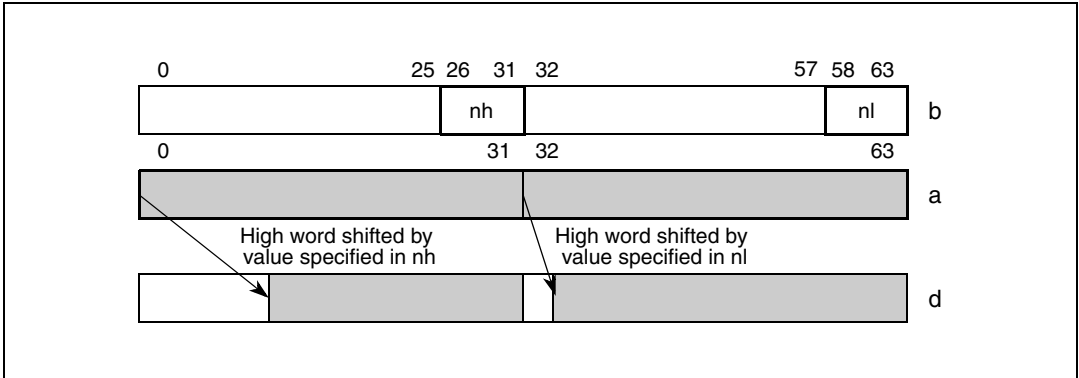 0 25 26 31 32 57 58 63
nh nl b
0 31 32 63
a
High word shifted by High word shifted by
value specified in nh value specified in nl
d